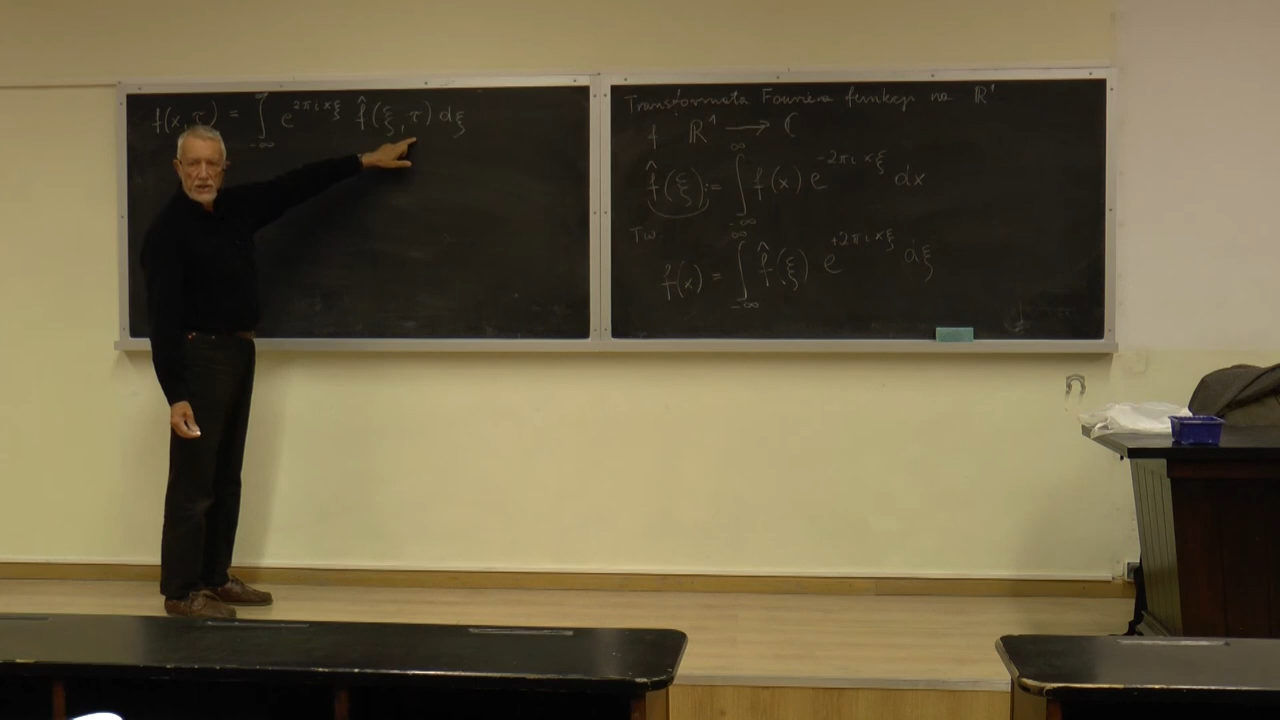 f(x,τ) = ∫_{-∞}^{∞} e^{2πixξ} f̂(ξ,τ) dξ
Transformata Fouriera funkcji na ℝ¹
f ℝ¹ → ℂ
f̂(ξ) := ∫_{-∞}^{∞} f(x) e^{-2πixξ} dx
Tw.
f(x) = ∫_{-∞}^{∞} f̂(ξ) e^{+2πixξ} dξ